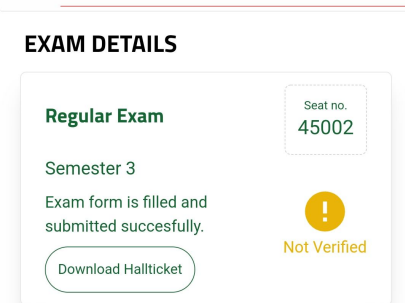 EXAM DETAILS
Regular Exam
Seat no.
45002
Semester 3
Exam form is filled and
submitted succesfully.
!
Not Verified
Download Hallticket